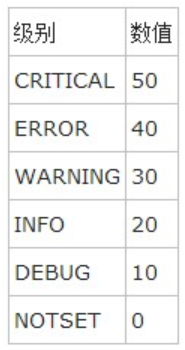 级别 数值
CRITICAL 50
ERROR 40
WARNING 30
INFO 20
DEBUG 10
NOTSET 0